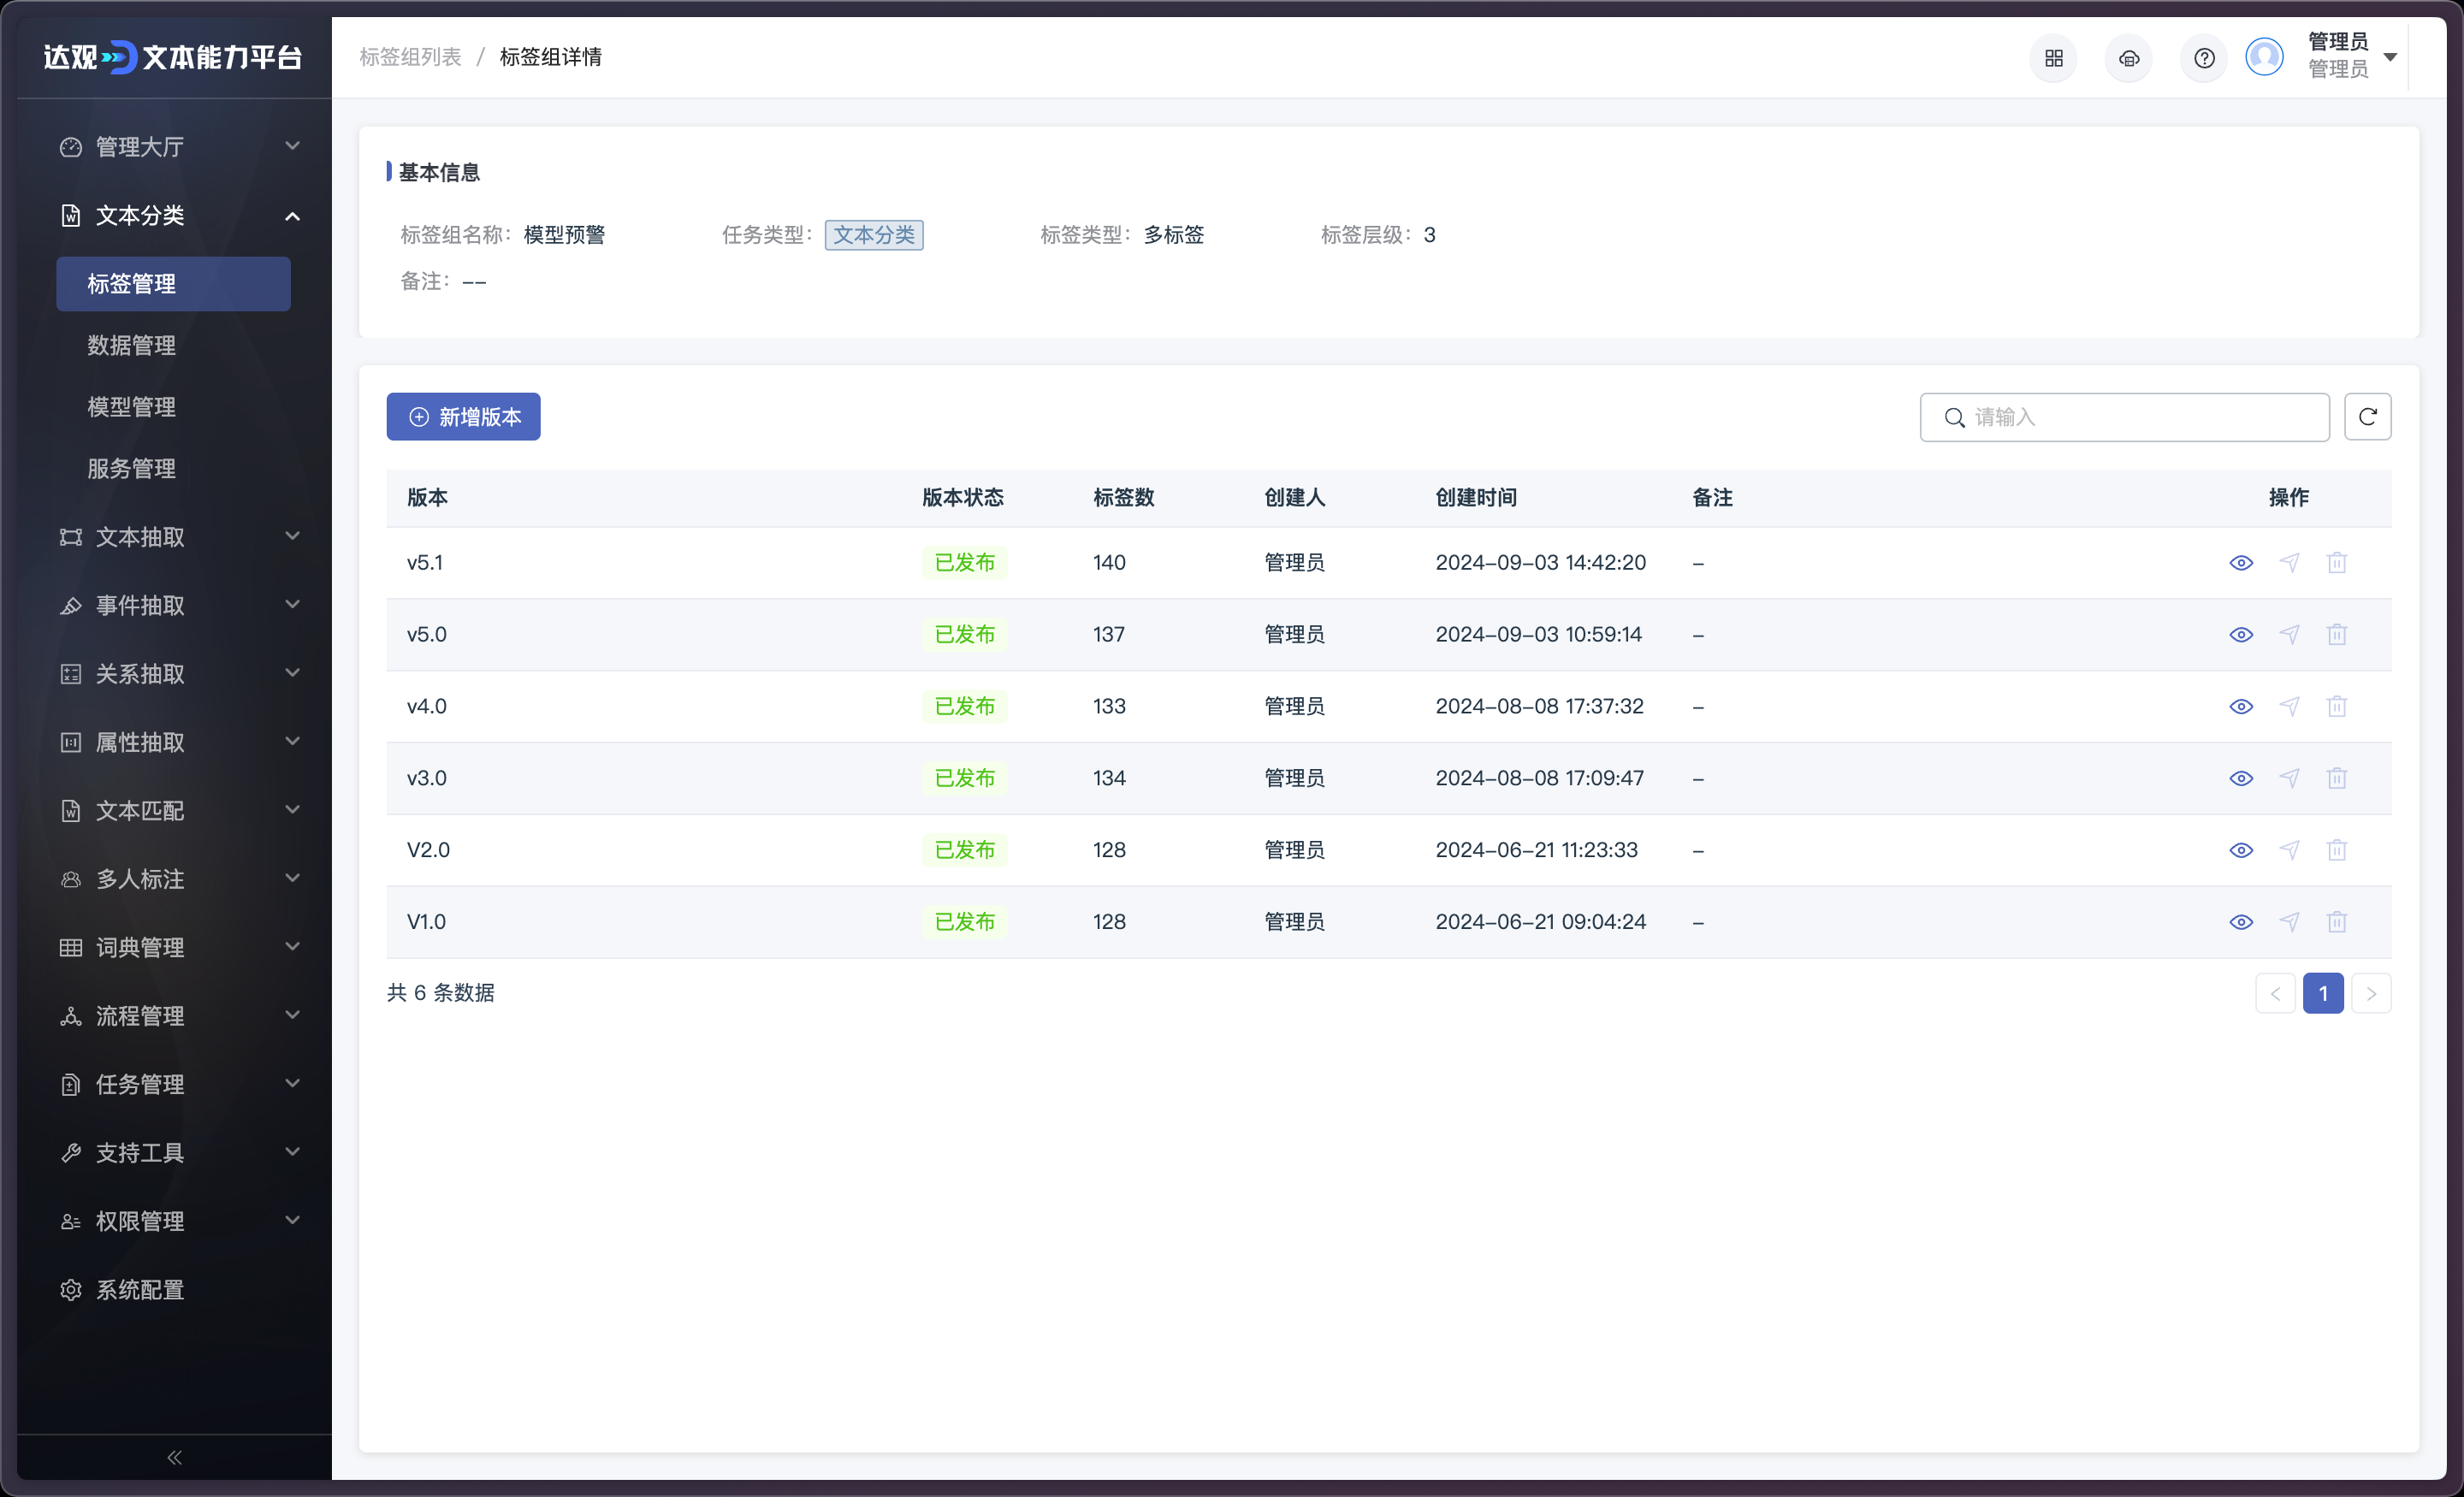 达观 文本能力平台
标签组列表 / 标签组详情
管理员
管理员
管理大厅
文本分类
标签管理
数据管理
模型管理
服务管理
文本抽取
事件抽取
关系抽取
属性抽取
文本匹配
多人标注
词典管理
流程管理
任务管理
支持工具
权限管理
系统配置
基本信息
标签组名称： 模型预警 任务类型： 文本分类 标签类型： 多标签 标签层级： 3
备注： --
新增版本 请输入
版本 版本状态 标签数 创建人 创建时间 备注 操作
v5.1 已发布 140 管理员 2024-09-03 14:42:20 -
v5.0 已发布 137 管理员 2024-09-03 10:59:14 -
v4.0 已发布 133 管理员 2024-08-08 17:37:32 -
v3.0 已发布 134 管理员 2024-08-08 17:09:47 -
V2.0 已发布 128 管理员 2024-06-21 11:23:33 -
V1.0 已发布 128 管理员 2024-06-21 09:04:24 -
共 6 条数据 < 1 >